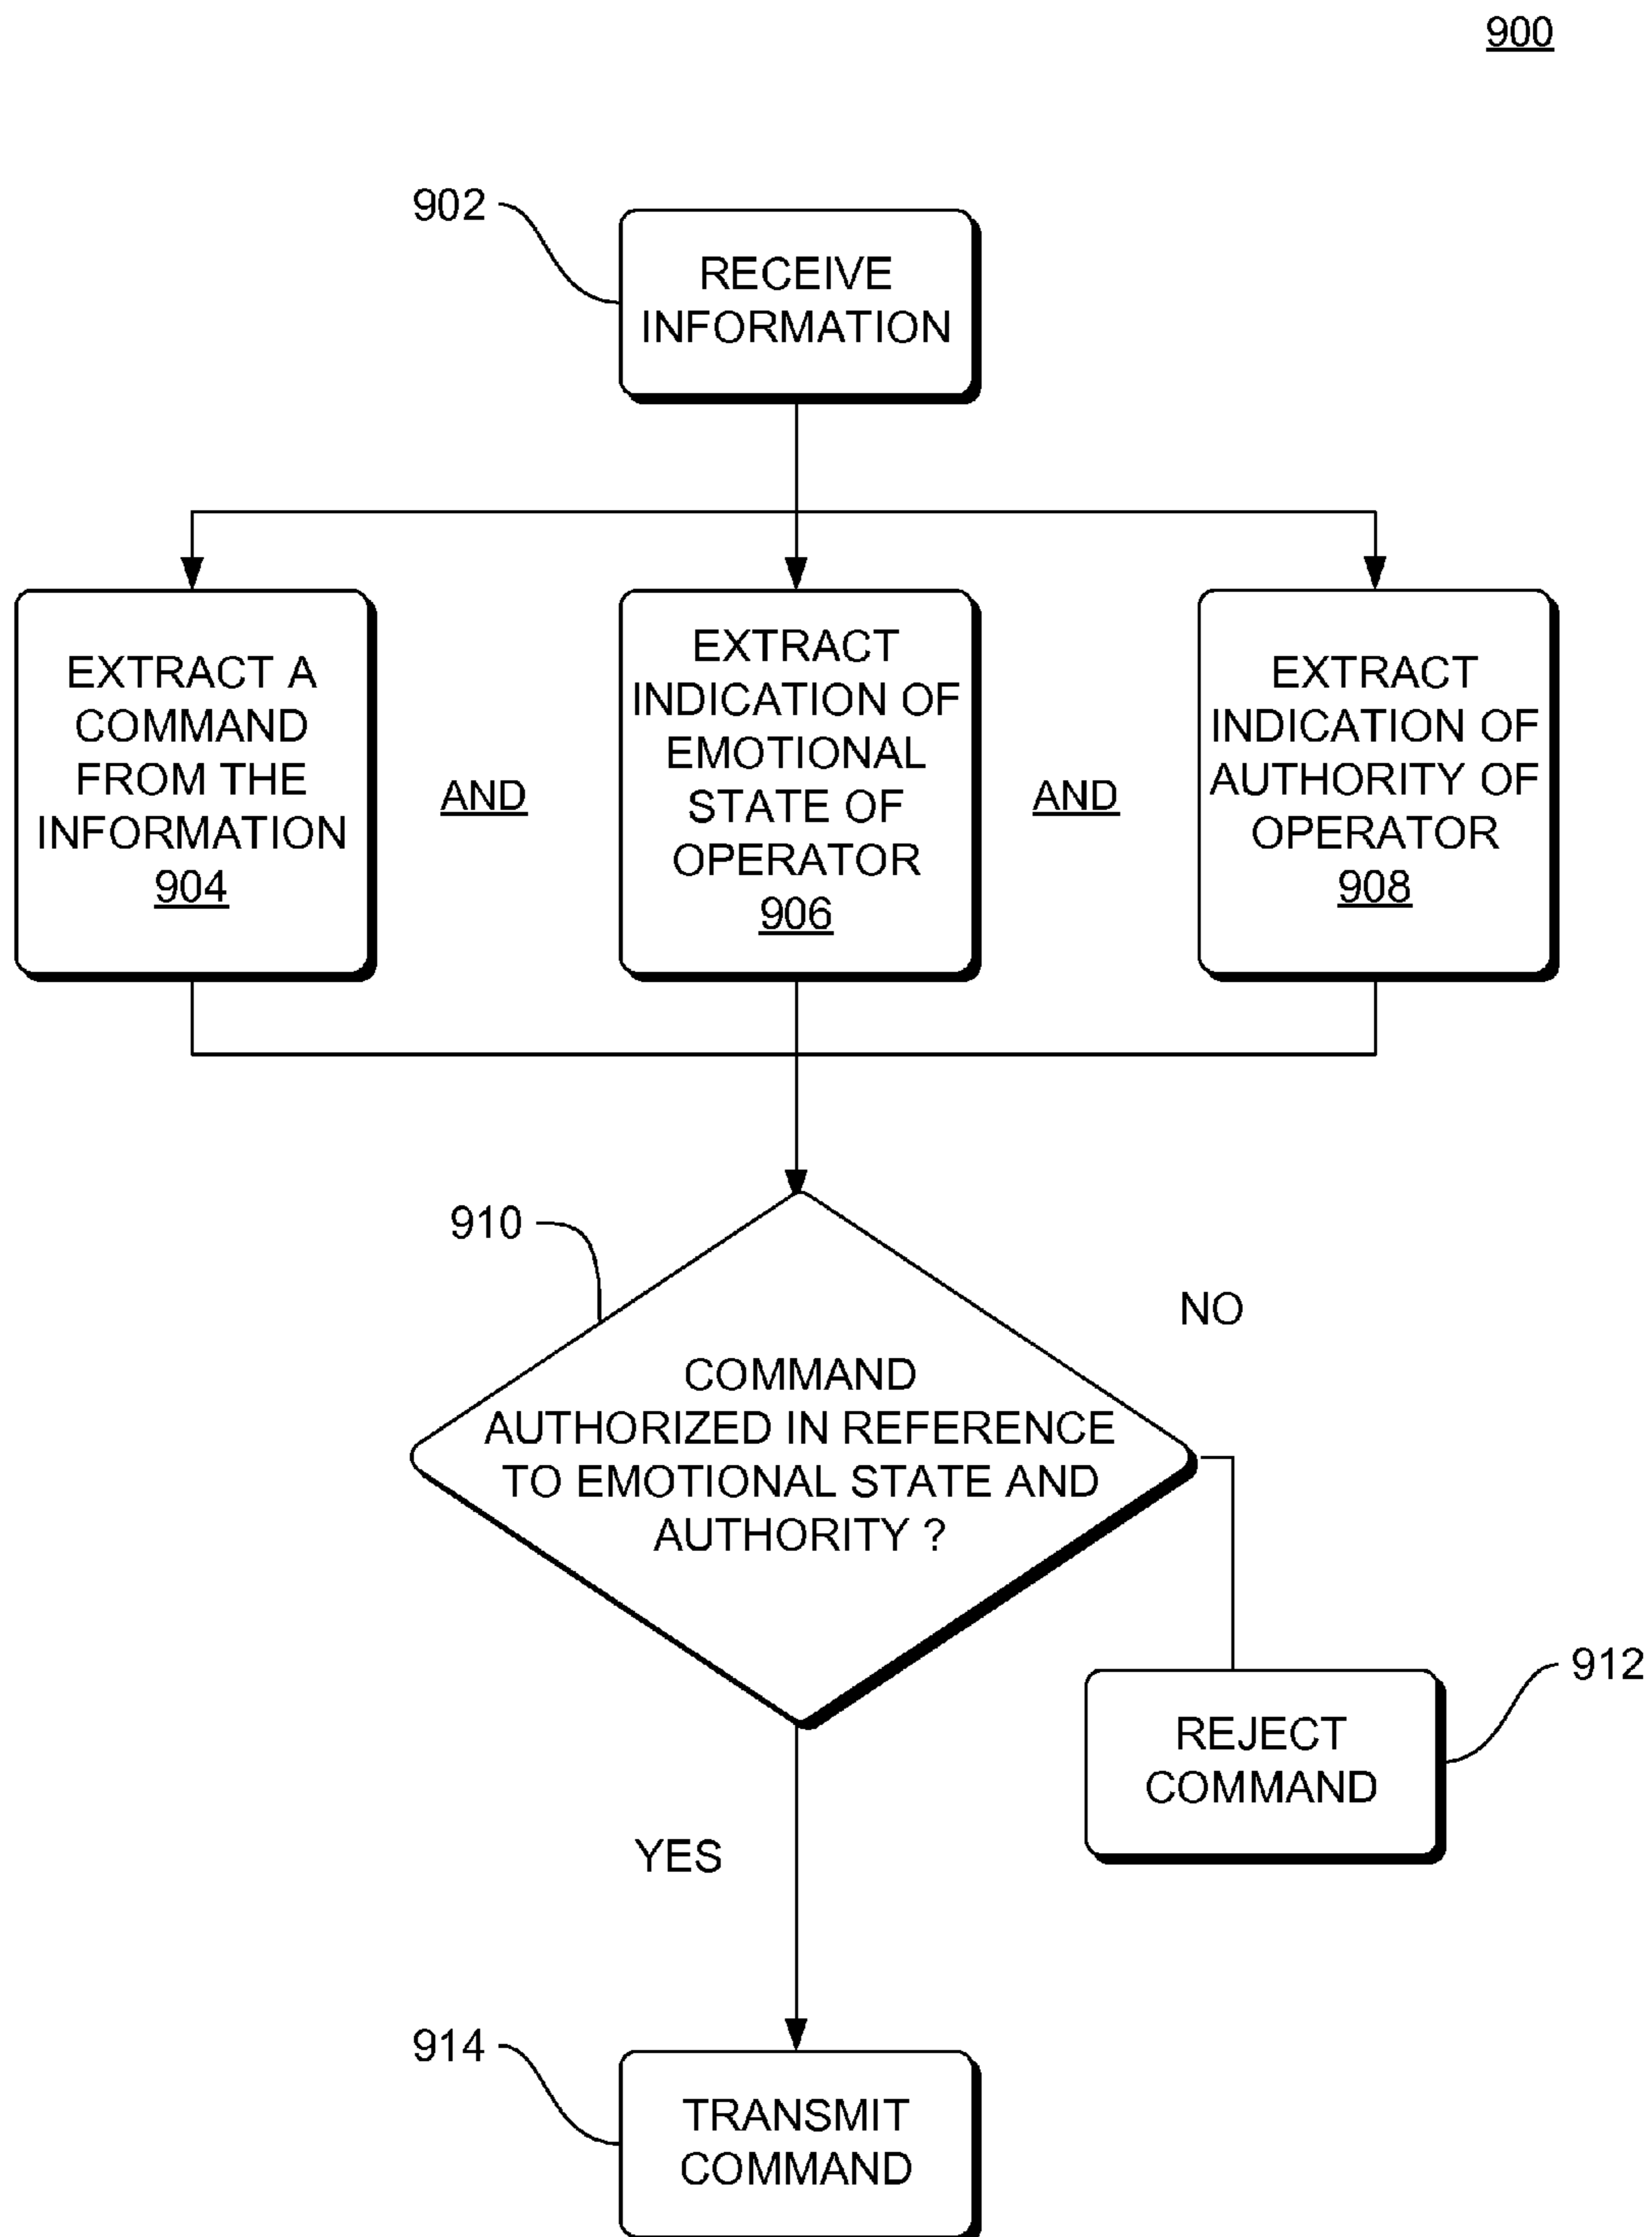 900
902
RECEIVE
INFORMATION
EXTRACT A
COMMAND
FROM THE
INFORMATION
904
AND
EXTRACT
INDICATION OF
EMOTIONAL
STATE OF
OPERATOR
906
AND
EXTRACT
INDICATION OF
AUTHORITY OF
OPERATOR
908
910
COMMAND
AUTHORIZED IN REFERENCE
TO EMOTIONAL STATE AND
AUTHORITY ?
NO
912
REJECT
COMMAND
YES
914
TRANSMIT
COMMAND